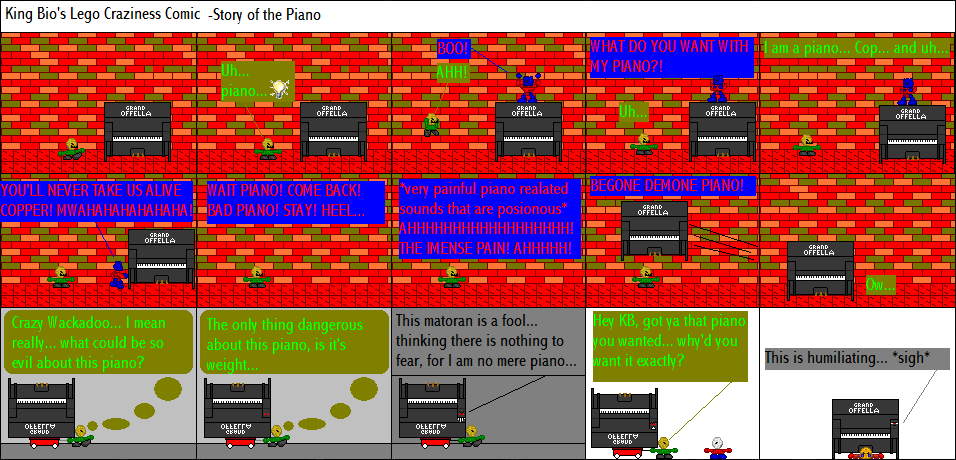 King Bio's Lego Craziness Comic -Story of the Piano
GRAND
OFFELLA
Uh...
piano...
GRAND
OFFELLA
BOO!
AHH!
GRAND
OFFELLA
WHAT DO YOU WANT WITH
MY PIANO?!
Uh...
GRAND
OFFELLA
I am a piano... Cop... and uh...
GRAND
OFFELLA
YOU'LL NEVER TAKE US ALIVE
COPPER! MWAHAHAHAHAHAHA!
GRAND
OFFELLA
WAIT PIANO! COME BACK!
BAD PIANO! STAY! HEEL...
*very painful piano realated
sounds that are posionous*
AHHHHHHHHHHHHHHHHHHH!
THE IMENSE PAIN! AHHHHH!
BEGONE DEMONE PIANO!
GRAND
OFFELLA
GRAND
OFFELLA
Ow...
Crazy Wackadoo... I mean
really... what could be so
evil about this piano?
OFFELLA
GRAND
The only thing dangerous
about this piano, is it's
weight...
OFFELLA
GRAND
This matoran is a fool...
thinking there is nothing to
fear, for I am no mere piano...
OFFELLA
GRAND
Hey KB, got ya that piano
you wanted... why'd you
want it exactly?
OFFELLA
GRAND
This is humiliating... *sigh*
GRAND
OFFELLA